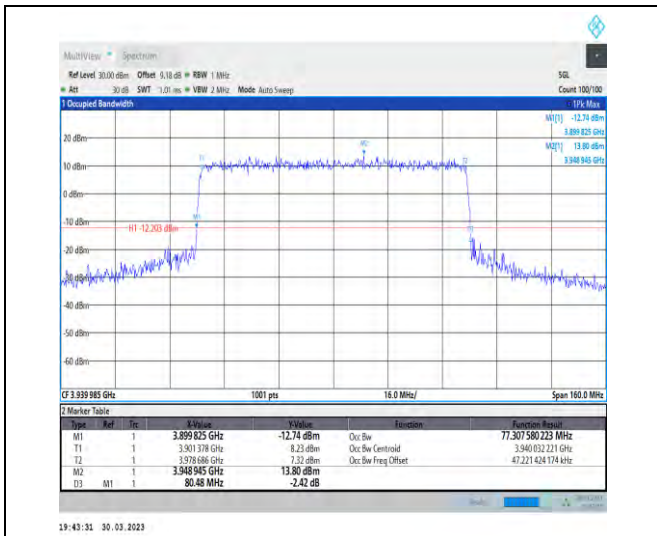 MultiView Spectrum
Ref Level 30.00 dBm Offset 9.18 dB RBW 1 MHz SGL
Att 30 dB SWT 1.01 ms VBW 2 MHz Mode Auto Sweep Count 100/100
1 Occupied Bandwidth 1Pk Max
M1[1] -12.74 dBm
3.899 825 GHz
M2[1] 13.80 dBm
3.948 945 GHz
20 dBm
M2
T1
T2
10 dBm
0 dBm
-10 dBm
M1
H1 -12.203 dBm
-20 dBm
-30 dBm
-40 dBm
-50 dBm
-60 dBm
CF 3.939 985 GHz 1001 pts 16.0 MHz/ Span 160.0 MHz
2 Marker Table
Type Ref Trc X-Value Y-Value Function Function Result
M1 1 3.899 825 GHz -12.74 dBm Occ Bw 77.307 580 223 MHz
T1 1 3.901 378 GHz 8.23 dBm Occ Bw Centroid 3.940 032 221 GHz
T2 1 3.978 686 GHz 7.32 dBm Occ Bw Freq Offset 47.221 424 174 kHz
M2 1 3.948 945 GHz 13.80 dBm
D3 M1 1 80.48 MHz -2.42 dB
19:43:31 30.03.2023